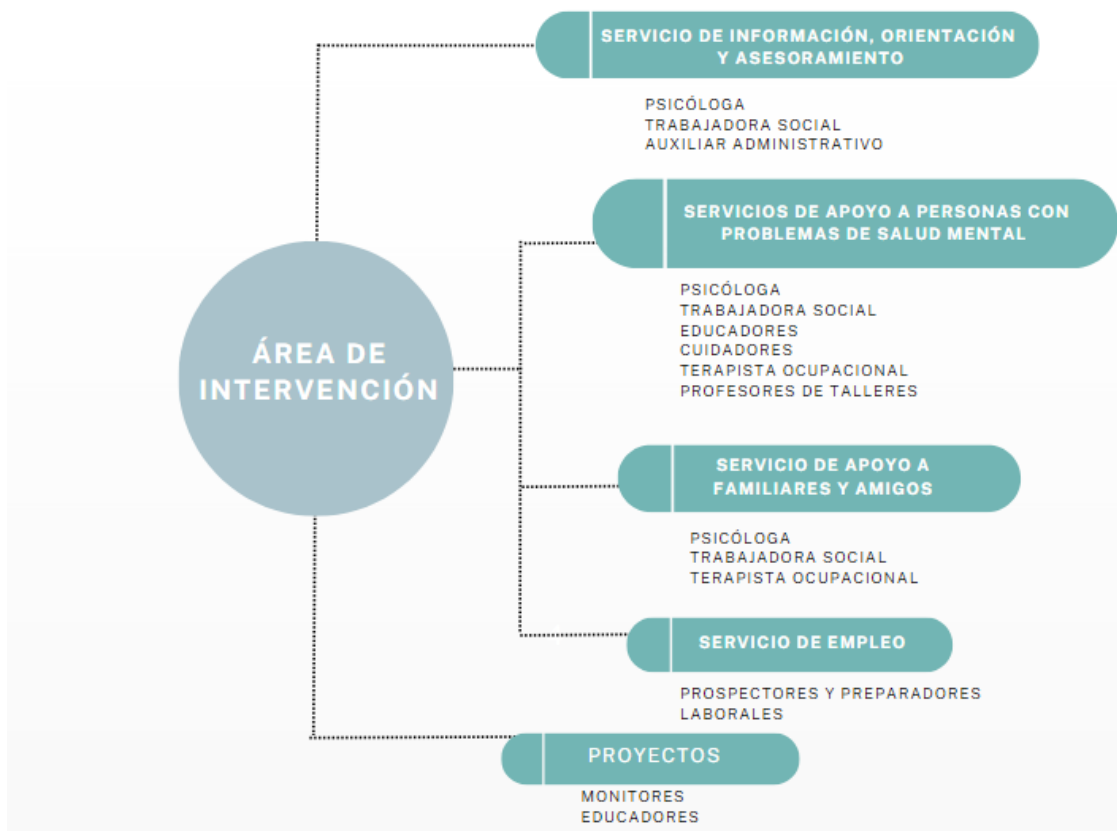 SERVICIO DE INFORMACIÓN, ORIENTACIÓN
Y ASESORAMIENTO
PSICÓLOGA
TRABAJADORA SOCIAL
AUXILIAR ADMINISTRATIVO
SERVICIOS DE APOYO A PERSONAS CON
PROBLEMAS DE SALUD MENTAL
PSICÓLOGA
TRABAJADORA SOCIAL
EDUCADORES
CUIDADORES
TERAPISTA OCUPACIONAL
PROFESORES DE TALLERES
ÁREA DE
INTERVENCIÓN
SERVICIO DE APOYO A
FAMILIARES Y AMIGOS
PSICÓLOGA
TRABAJADORA SOCIAL
TERAPISTA OCUPACIONAL
SERVICIO DE EMPLEO
PROSPECTORES Y PREPARADORES
LABORALES
PROYECTOS
MONITORES
EDUCADORES